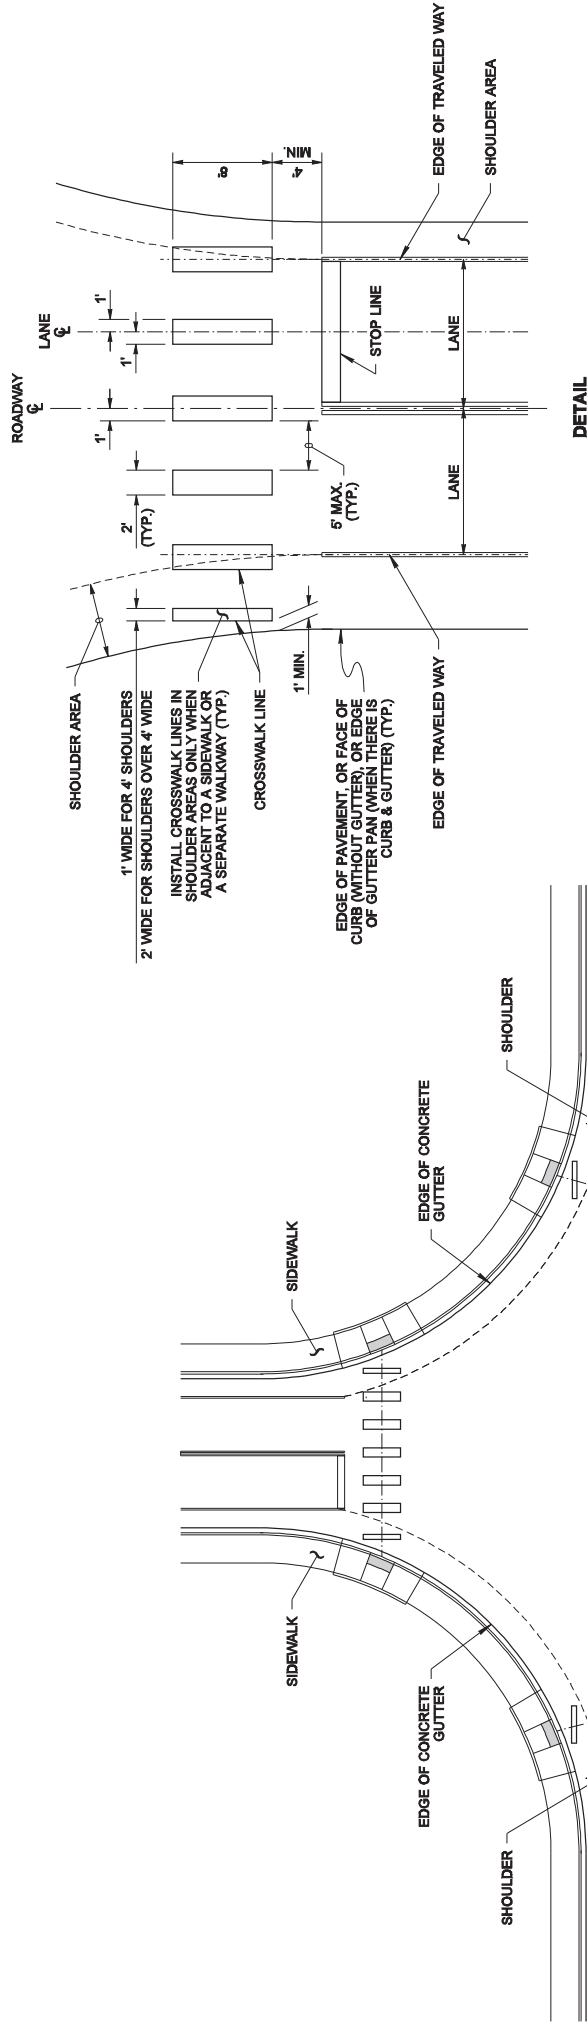 ROADWAY
℄
LANE
℄
1'
1'
1'
2'
(TYP.)
8'
4'
MIN.
SHOULDER AREA
1' WIDE FOR 4' SHOULDERS
2' WIDE FOR SHOULDERS OVER 4' WIDE
INSTALL CROSSWALK LINES IN
SHOULDER AREAS ONLY WHEN
ADJACENT TO A SIDEWALK OR
A SEPARATE WALKWAY (TYP.)
CROSSWALK LINE
1' MIN.
5' MAX.
(TYP.)
STOP LINE
EDGE OF PAVEMENT, OR FACE OF
CURB (WITHOUT GUTTER), OR EDGE
OF GUTTER PAN (WHEN THERE IS
CURB & GUTTER) (TYP.)
EDGE OF TRAVELED WAY
LANE
LANE
EDGE OF TRAVELED WAY
SHOULDER AREA
DETAIL
SIDEWALK
SIDEWALK
EDGE OF CONCRETE
GUTTER
EDGE OF CONCRETE
GUTTER
SHOULDER
SHOULDER